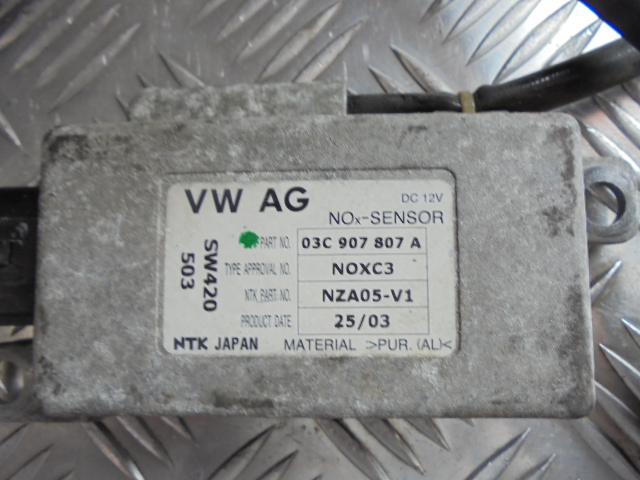 VW AG DC 12V
NOx-SENSOR
PART NO. 03C 907 807 A
TYPE APPROVAL NO. NOXC3
NTK PART NO. NZA05-V1
PRODUCT DATE 25/03
NTK JAPAN MATERIAL >PUR. (AL)<
SW420
503